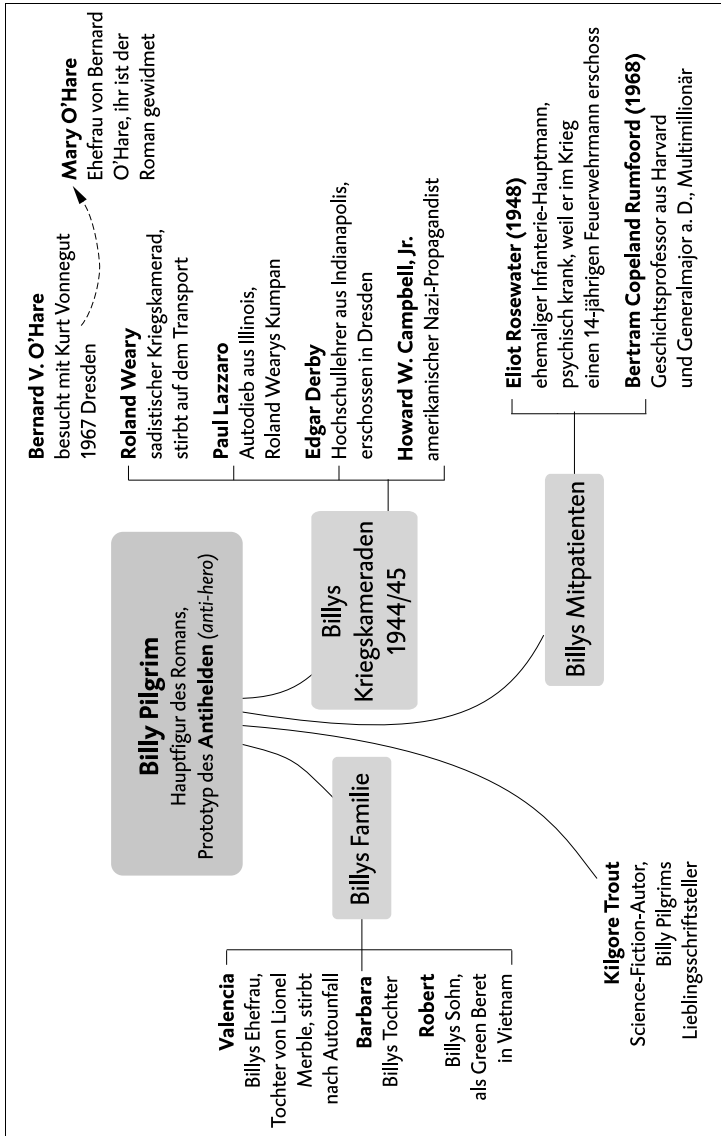 Billy Pilgrim
Hauptfigur des Romans,
Prototyp des Antihelden (anti-hero)
Bernard V. O’Hare
besucht mit Kurt Vonnegut
1967 Dresden
Mary O’Hare
Ehefrau von Bernard
O’Hare, ihr ist der
Roman gewidmet
Billys Familie
Valencia
Billys Ehefrau,
Tochter von Lionel
Merble, stirbt
nach Autounfall
Barbara
Billys Tochter
Robert
Billys Sohn,
als Green Beret
in Vietnam
Billys
Kriegskameraden
1944/45
Roland Weary
sadistischer Kriegskamerad,
stirbt auf dem Transport
Paul Lazzaro
Autodieb aus Illinois,
Roland Wearys Kumpan
Edgar Derby
Hochschullehrer aus Indianapolis,
erschossen in Dresden
Howard W. Campbell, Jr.
amerikanischer Nazi-Propagandist
Kilgore Trout
Science-Fiction-Autor,
Billy Pilgrims
Lieblingsschriftsteller
Billys Mitpatienten
Eliot Rosewater (1948)
ehemaliger Infanterie-Hauptmann,
psychisch krank, weil er im Krieg
einen 14-jährigen Feuerwehrmann erschoss
Bertram Copeland Rumfoord (1968)
Geschichtsprofessor aus Harvard
und Generalmajor a. D., Multimillionär